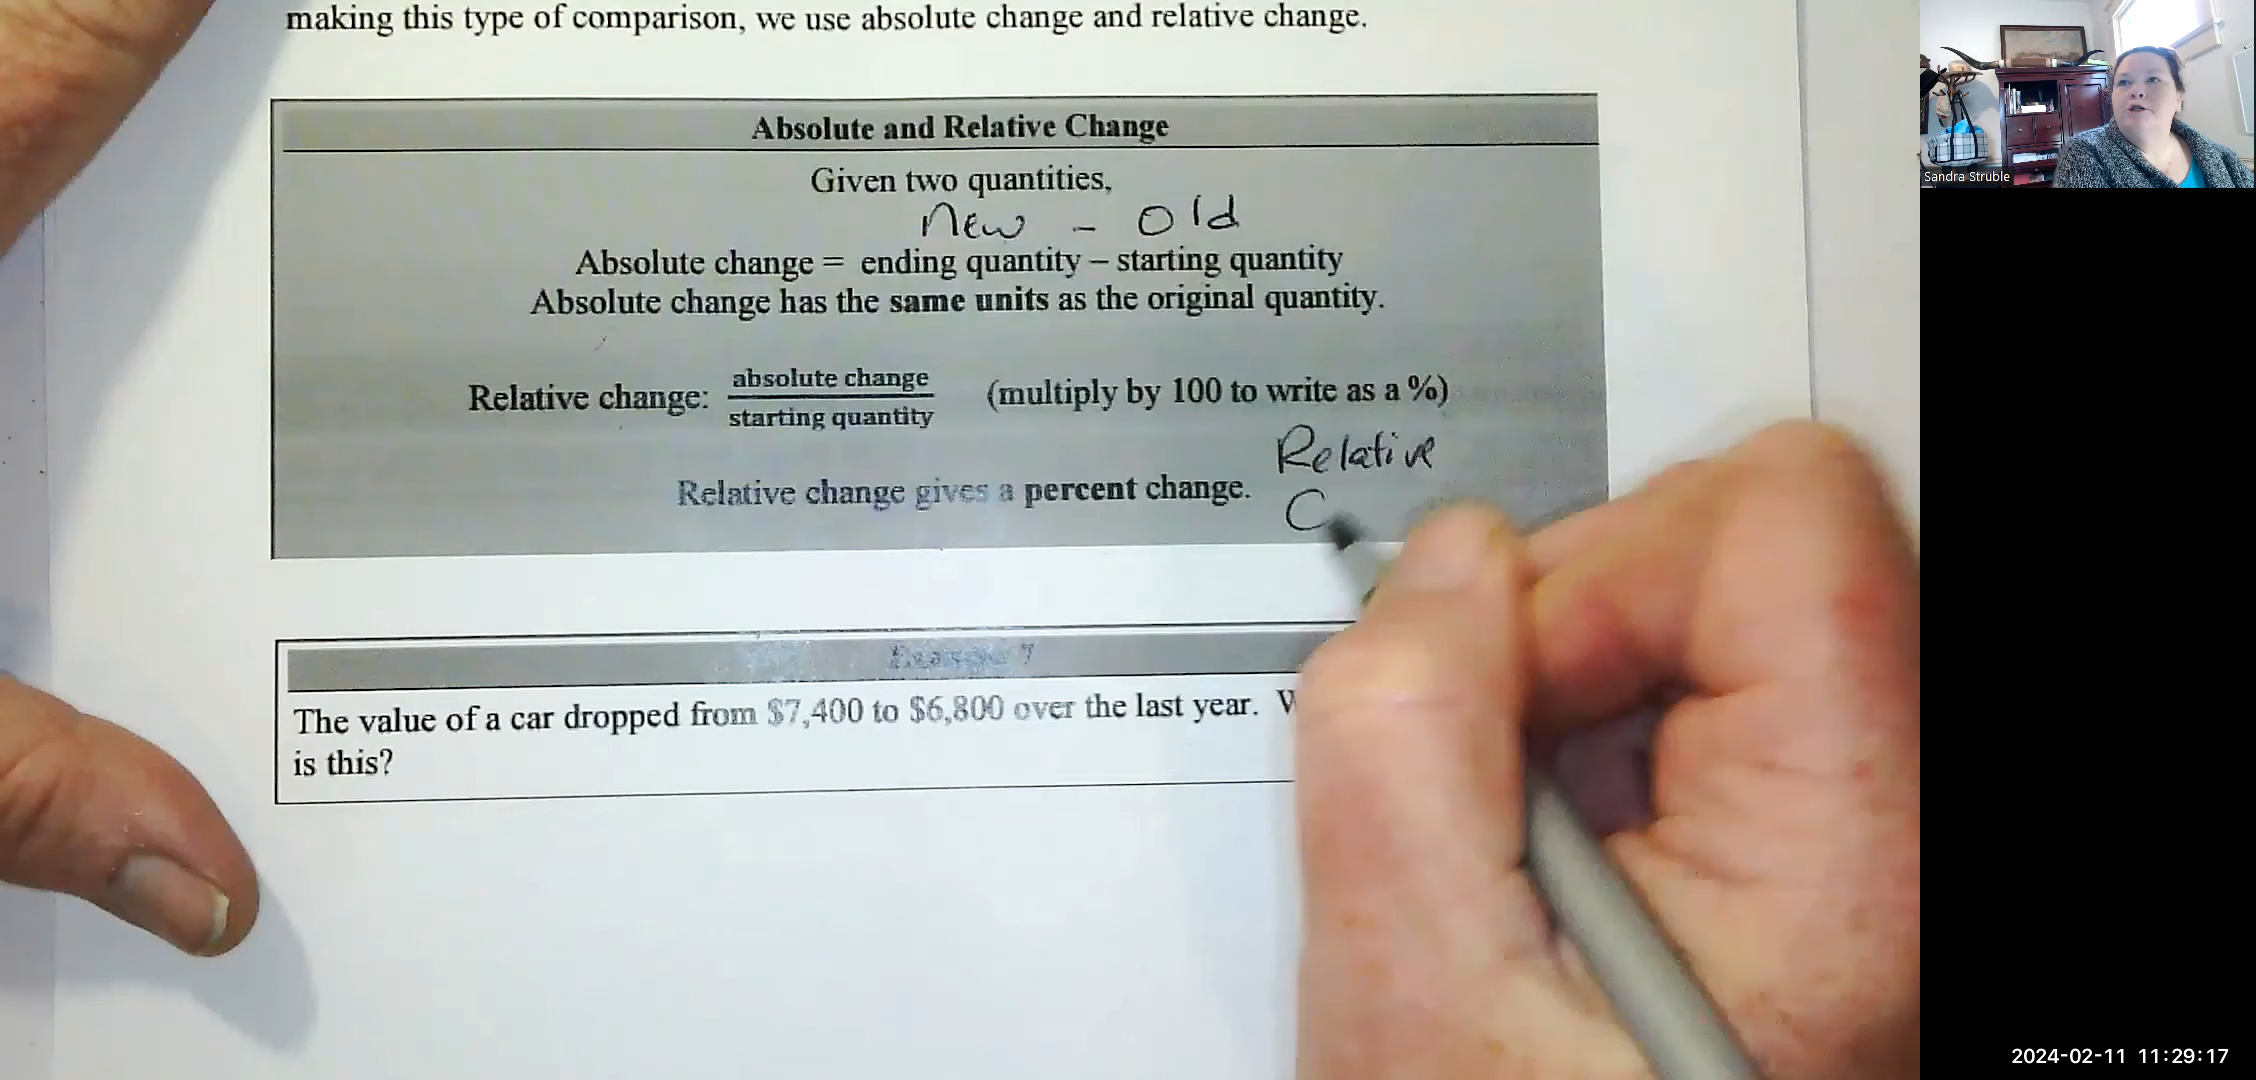 making this type of comparison, we use absolute change and relative change.
Absolute and Relative Change
Given two quantities,
new - old
Absolute change = ending quantity – starting quantity
Absolute change has the same units as the original quantity.
Relative change: absolute change
starting quantity
(multiply by 100 to write as a %)
Relative
Relative change gives a percent change.
C
Example 7
The value of a car dropped from $7,400 to $6,800 over the last year.
is this?
Sandra Struble
2024-02-11 11:29:17